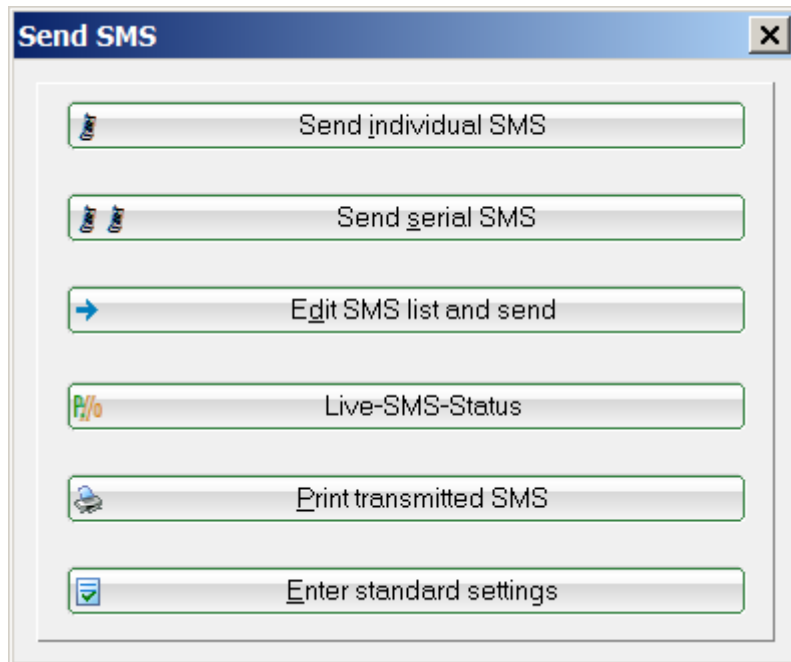 Send SMS
Send individual SMS
Send serial SMS
Edit SMS list and send
Live-SMS-Status
Print transmitted SMS
Enter standard settings